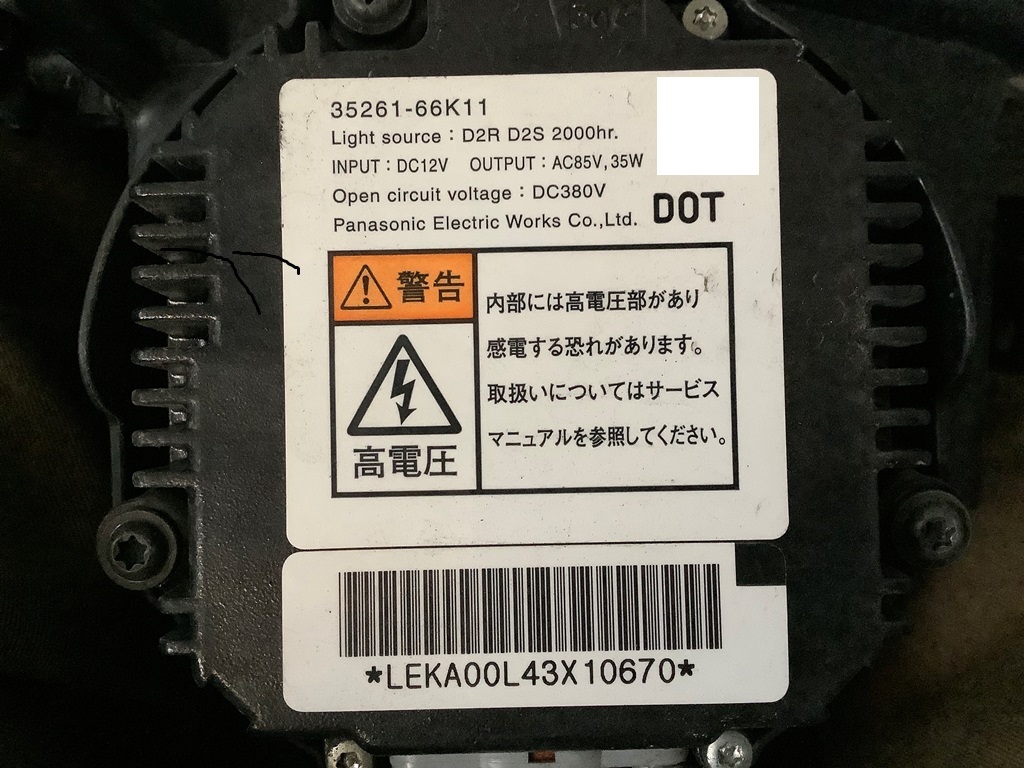 35261-66K11
Light source : D2R D2S 2000hr.
INPUT : DC12V OUTPUT : AC85V,35W
Open circuit voltage : DC380V
Panasonic Electric Works Co.,Ltd.
DOT
警告
高電圧
内部には高電圧部があり
感電する恐れがあります。
取扱いについてはサービス
マニュアルを参照してください。
*LEKA00L43X10670*